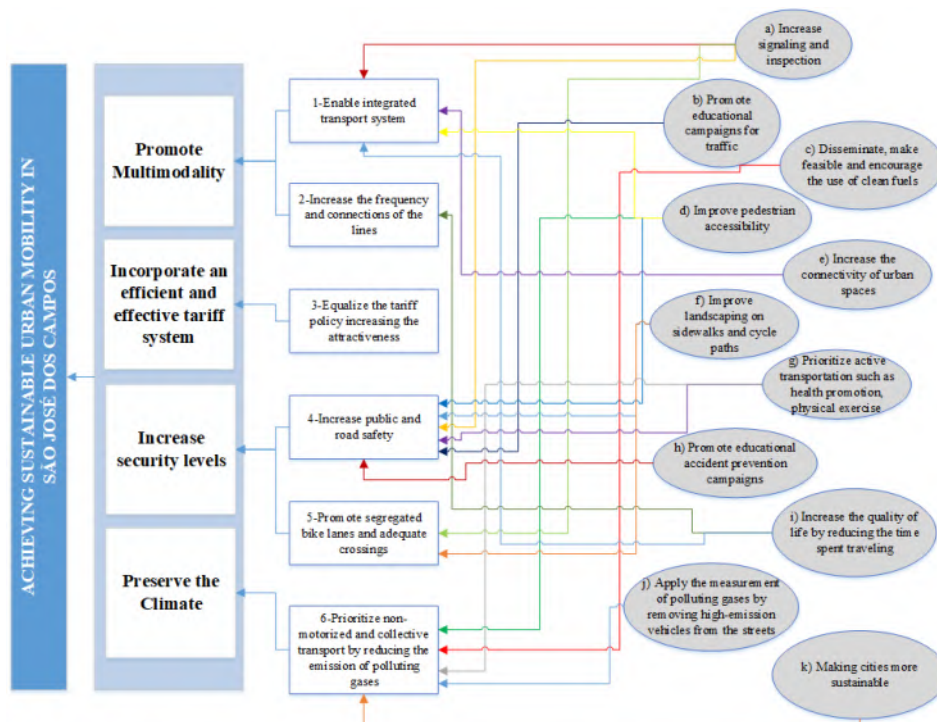 ACHIEVING SUSTAINABLE URBAN MOBILITY IN
SÃO JOSÉ DOS CAMPOS
Promote
Multimodality
Incorporate an
efficient and
effective tariff
system
Increase
security levels
Preserve the
Climate
1-Enable integrated
transport system
2-Increase the frequency
and connections of the
lines
3-Equalize the tariff
policy increasing the
attractiveness
4-Increase public and
road safety
5-Promote segregated
bike lanes and adequate
crossings
6-Prioritize non-
motorized and collective
transport by reducing the
emission of polluting
gases
a) Increase
signaling and
inspection
b) Promote
educational
campaigns for
traffic
c) Disseminate, make
feasible and encourage
the use of clean fuels
d) Improve pedestrian
accessibility
e) Increase the
connectivity of urban
spaces
f) Improve
landscaping on
sidewalks and cycle
paths
g) Prioritize active
transportation such as
health promotion,
physical exercise
h) Promote educational
accident prevention
campaigns
i) Increase the quality of
life by reducing the time
spent traveling
j) Apply the measurement
of polluting gases by
removing high-emission
vehicles from the streets
k) Making cities more
sustainable